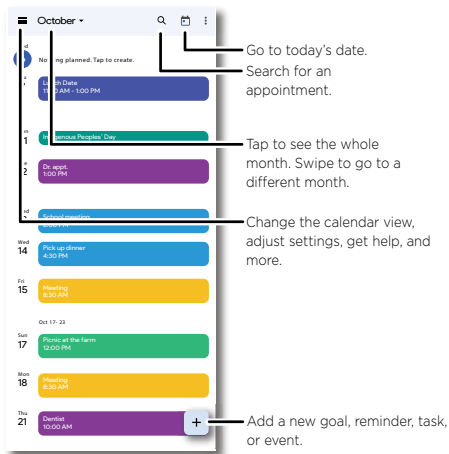 October
Nothing planned. Tap to create.
Lunch Date
11:00 AM - 1:00 PM
Indigenous Peoples' Day
Dr. appt.
1:00 PM
School meeting
Wed
14
Pick up dinner
4:30 PM
Fri
15
Meeting
8:30 AM
Oct 17- 23
Sun
17
Picnic at the farm
12:00 PM
Mon
18
Meeting
8:30 AM
Thu
21
Dentist
10:00 AM
+
Go to today's date.
Search for an
appointment.
Tap to see the whole
month. Swipe to go to a
different month.
Change the calendar view,
adjust settings, get help, and
more.
Add a new goal, reminder, task,
or event.